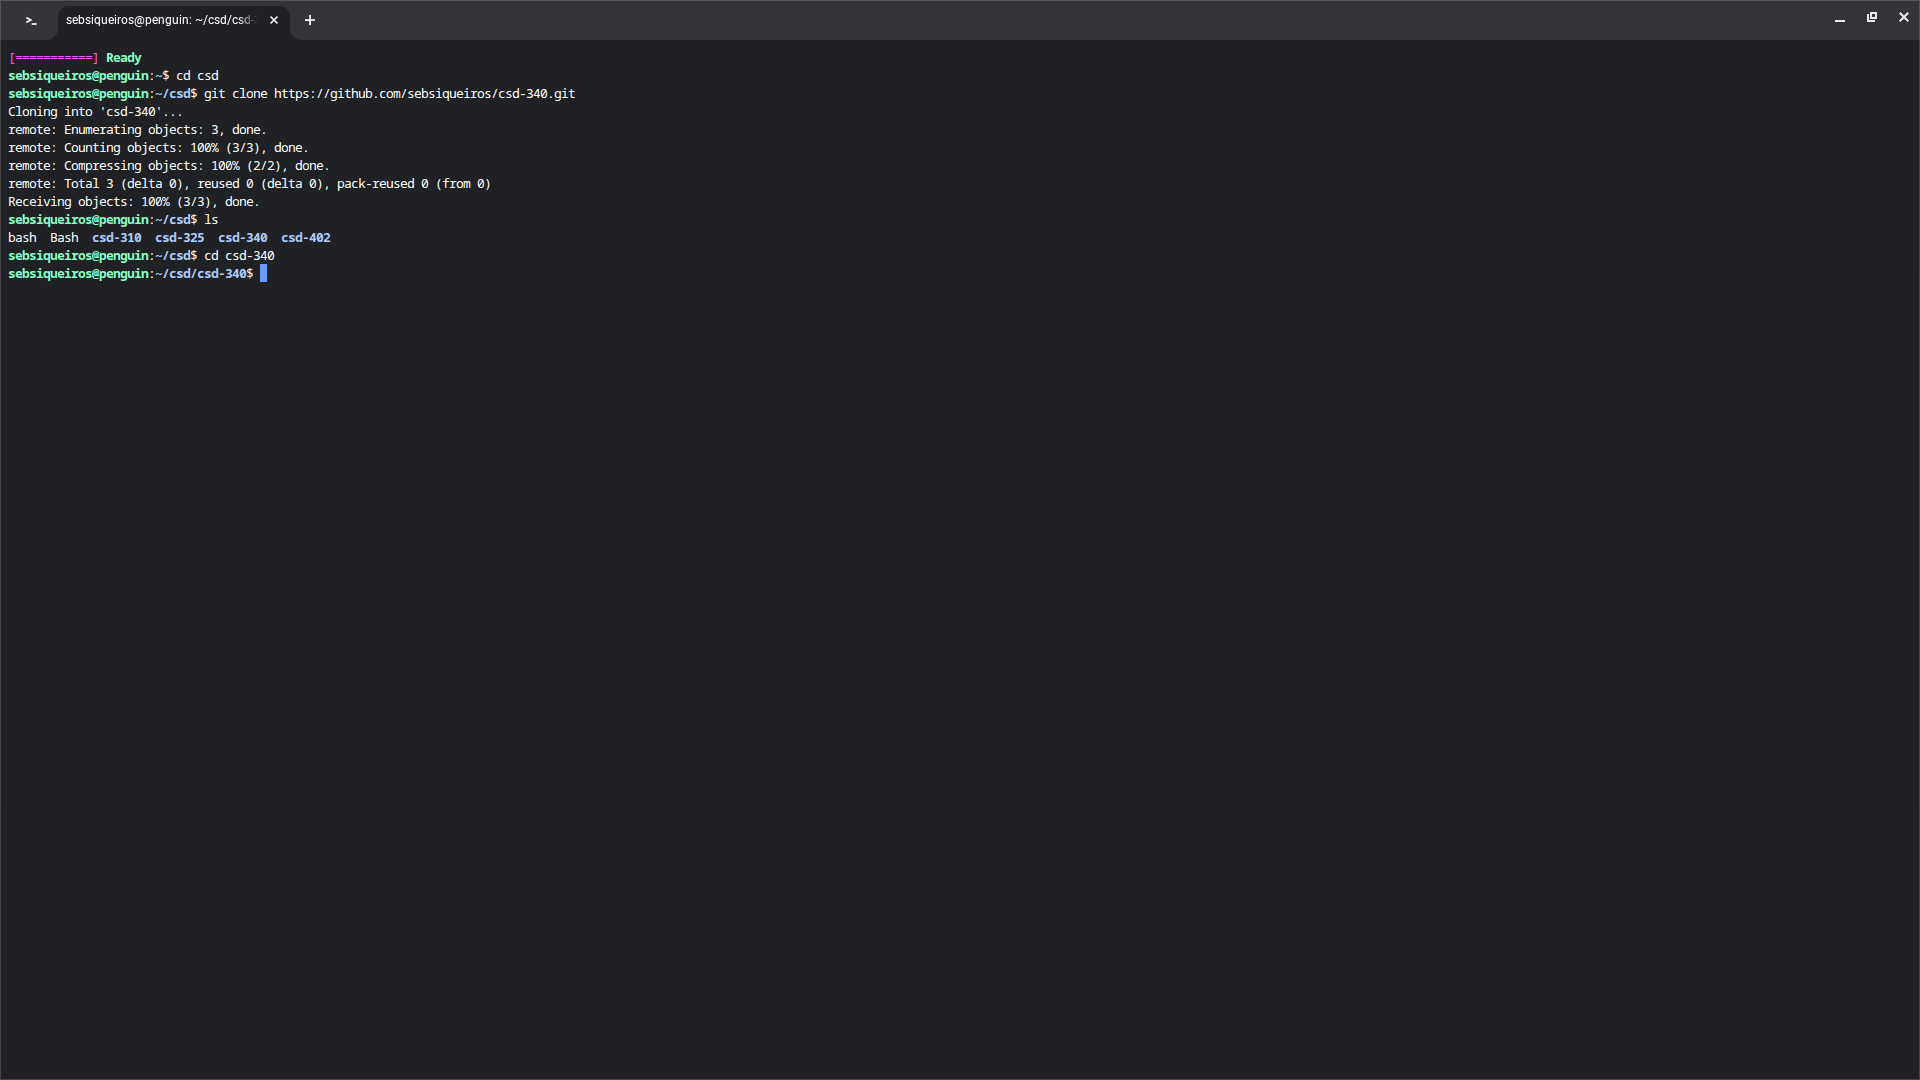 sebsiqueiros@penguin: ~/csd/csd-
[===========] Ready
sebsiqueiros@penguin:~$ cd csd
sebsiqueiros@penguin:~/csd$ git clone https://github.com/sebsiqueiros/csd-340.git
Cloning into 'csd-340'...
remote: Enumerating objects: 3, done.
remote: Counting objects: 100% (3/3), done.
remote: Compressing objects: 100% (2/2), done.
remote: Total 3 (delta 0), reused 0 (delta 0), pack-reused 0 (from 0)
Receiving objects: 100% (3/3), done.
sebsiqueiros@penguin:~/csd$ ls
bash  Bash  csd-310  csd-325  csd-340  csd-402
sebsiqueiros@penguin:~/csd$ cd csd-340
sebsiqueiros@penguin:~/csd/csd-340$